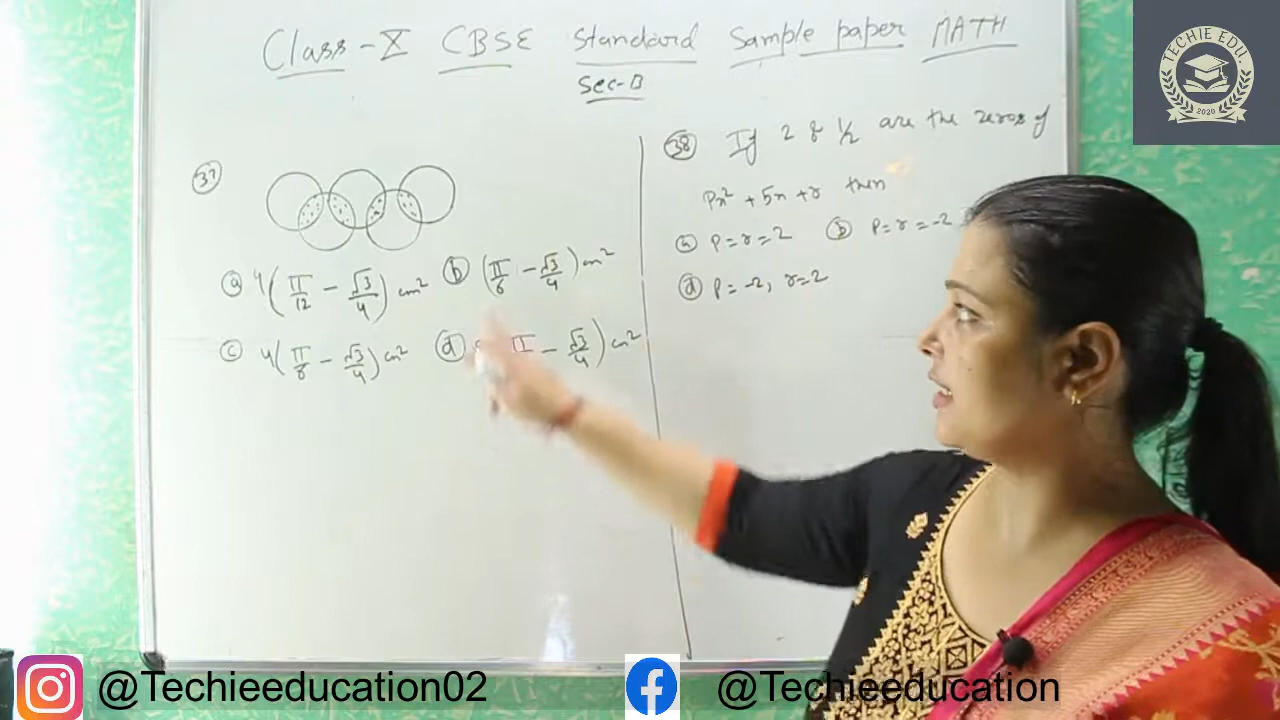 Class-X CBSE Standard Sample paper MATH
Sec-B
TECHIE EDU.
2020
37
a 4(π/12 - √3/4) cm² b (π/6 - √3/4) cm²
c 4(π/6 - √3/4) cm² d π - √3/4) cm²
38 If 2 & 1/2 are the zeros of
Px² + 5x + r then
a P=r=2 b P=r=-2
d P=-2, r=2
@Techieeducation02
@Techieeducation